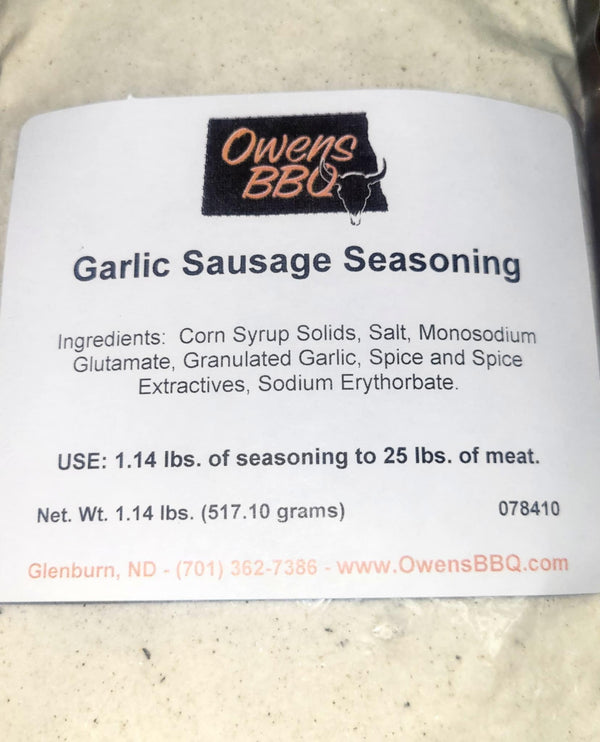 Owens
BBQ
Garlic Sausage Seasoning
Ingredients: Corn Syrup Solids, Salt, Monosodium
Glutamate, Granulated Garlic, Spice and Spice
Extractives, Sodium Erythorbate.
USE: 1.14 lbs. of seasoning to 25 lbs. of meat.
Net. Wt. 1.14 lbs. (517.10 grams) 078410
Glenburn, ND - (701) 362-7386 - www.OwensBBQ.com